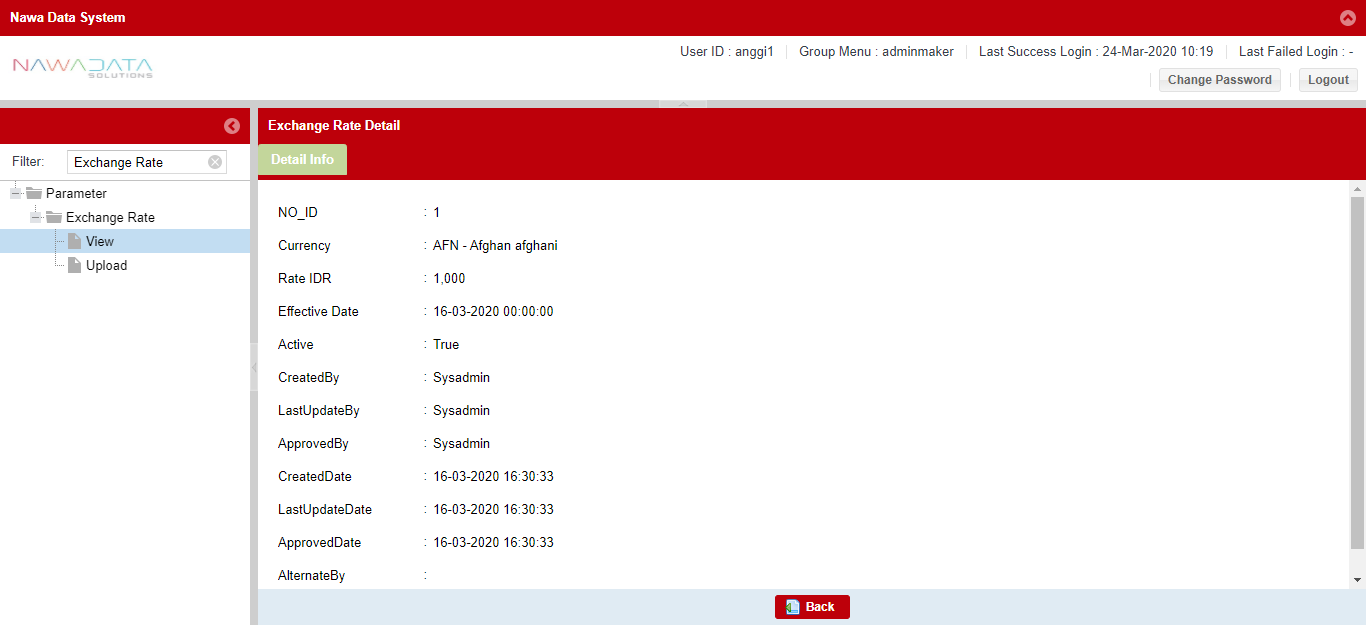 Nawa Data System
NAWADATA
SOLUTIONS
User ID : anggi1 Group Menu : adminmaker Last Success Login : 24-Mar-2020 10:19 Last Failed Login : -
Change Password Logout
Filter: Exchange Rate
Parameter
Exchange Rate
View
Upload
Exchange Rate Detail
Detail Info
NO_ID : 1
Currency : AFN - Afghan afghani
Rate IDR : 1,000
Effective Date : 16-03-2020 00:00:00
Active : True
CreatedBy : Sysadmin
LastUpdateBy : Sysadmin
ApprovedBy : Sysadmin
CreatedDate : 16-03-2020 16:30:33
LastUpdateDate : 16-03-2020 16:30:33
ApprovedDate : 16-03-2020 16:30:33
AlternateBy :
Back